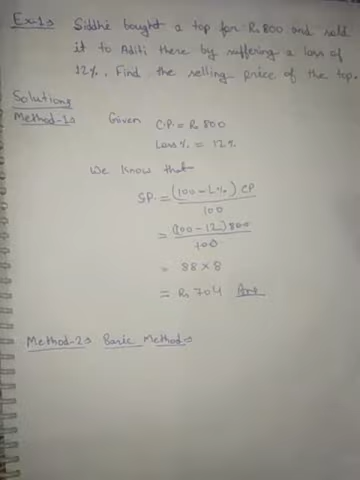 Ex-1: Siddhi bought a top for Rs.800 and sold
it to Aditi there by suffering a loss of
12%. Find the selling price of the top.
Solution:
Method-1: Given C.P. = Rs 800
Loss% = 12%
We know that
S.P. = (100-L%) CP
100
= (100-12) 800
100
= 88 × 8
= Rs 704 Ans
Method-2: Basic Method: